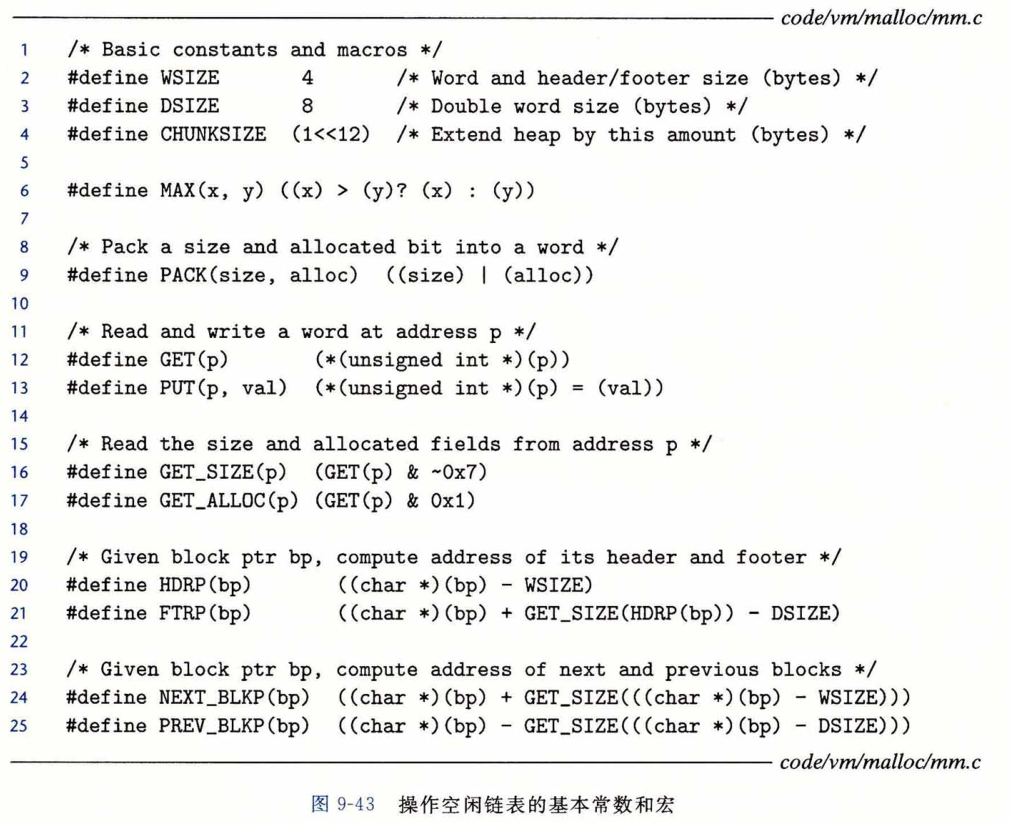 code/vm/malloc/mm.c
1 /* Basic constants and macros */
2 #define WSIZE 4 /* Word and header/footer size (bytes) */
3 #define DSIZE 8 /* Double word size (bytes) */
4 #define CHUNKSIZE (1<<12) /* Extend heap by this amount (bytes) */
5
6 #define MAX(x, y) ((x) > (y)? (x) : (y))
7
8 /* Pack a size and allocated bit into a word */
9 #define PACK(size, alloc) ((size) | (alloc))
10
11 /* Read and write a word at address p */
12 #define GET(p) (*(unsigned int *)(p))
13 #define PUT(p, val) (*(unsigned int *)(p) = (val))
14
15 /* Read the size and allocated fields from address p */
16 #define GET_SIZE(p) (GET(p) & ~0x7)
17 #define GET_ALLOC(p) (GET(p) & 0x1)
18
19 /* Given block ptr bp, compute address of its header and footer */
20 #define HDRP(bp) ((char *)(bp) - WSIZE)
21 #define FTRP(bp) ((char *)(bp) + GET_SIZE(HDRP(bp)) - DSIZE)
22
23 /* Given block ptr bp, compute address of next and previous blocks */
24 #define NEXT_BLKP(bp) ((char *)(bp) + GET_SIZE(((char *)(bp) - WSIZE)))
25 #define PREV_BLKP(bp) ((char *)(bp) - GET_SIZE(((char *)(bp) - DSIZE)))
code/vm/malloc/mm.c
图 9-43 操作空闲链表的基本常数和宏